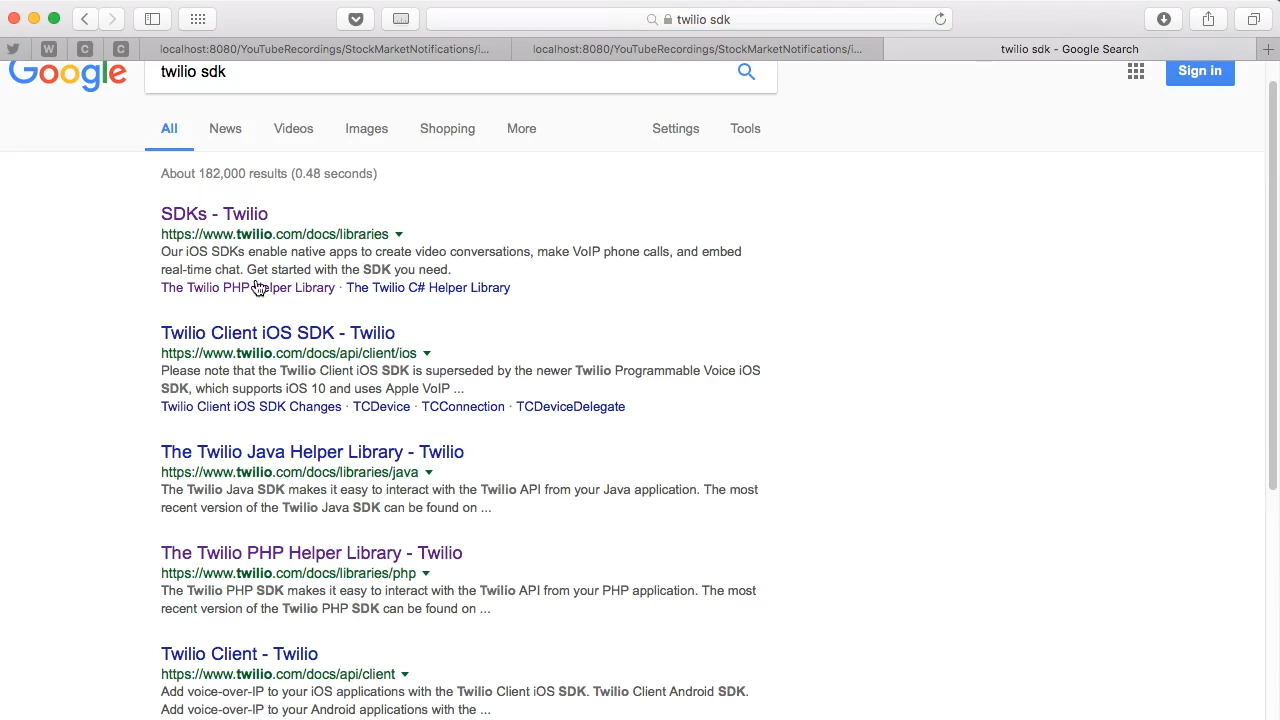 twilio sdk
W
C
C
localhost:8080/YouTubeRecordings/StockMarketNotifications/i...
localhost:8080/YouTubeRecordings/StockMarketNotifications/i...
twilio sdk - Google Search
Google
twilio sdk
Sign in
All
News
Videos
Images
Shopping
More
Settings
Tools
About 182,000 results (0.48 seconds)
SDKs - Twilio
https://www.twilio.com/docs/libraries
Our iOS SDKs enable native apps to create video conversations, make VoIP phone calls, and embed
real-time chat. Get started with the SDK you need.
The Twilio PHP Helper Library · The Twilio C# Helper Library
Twilio Client iOS SDK - Twilio
https://www.twilio.com/docs/api/client/ios
Please note that the Twilio Client iOS SDK is superseded by the newer Twilio Programmable Voice iOS
SDK, which supports iOS 10 and uses Apple VoIP ...
Twilio Client iOS SDK Changes · TCDevice · TCConnection · TCDeviceDelegate
The Twilio Java Helper Library - Twilio
https://www.twilio.com/docs/libraries/java
The Twilio Java SDK makes it easy to interact with the Twilio API from your Java application. The most
recent version of the Twilio Java SDK can be found on ...
The Twilio PHP Helper Library - Twilio
https://www.twilio.com/docs/libraries/php
The Twilio PHP SDK makes it easy to interact with the Twilio API from your PHP application. The most
recent version of the Twilio PHP SDK can be found on ...
Twilio Client - Twilio
https://www.twilio.com/docs/api/client
Add voice-over-IP to your iOS applications with the Twilio Client iOS SDK. Twilio Client Android SDK.
Add voice-over-IP to your Android applications with the ...